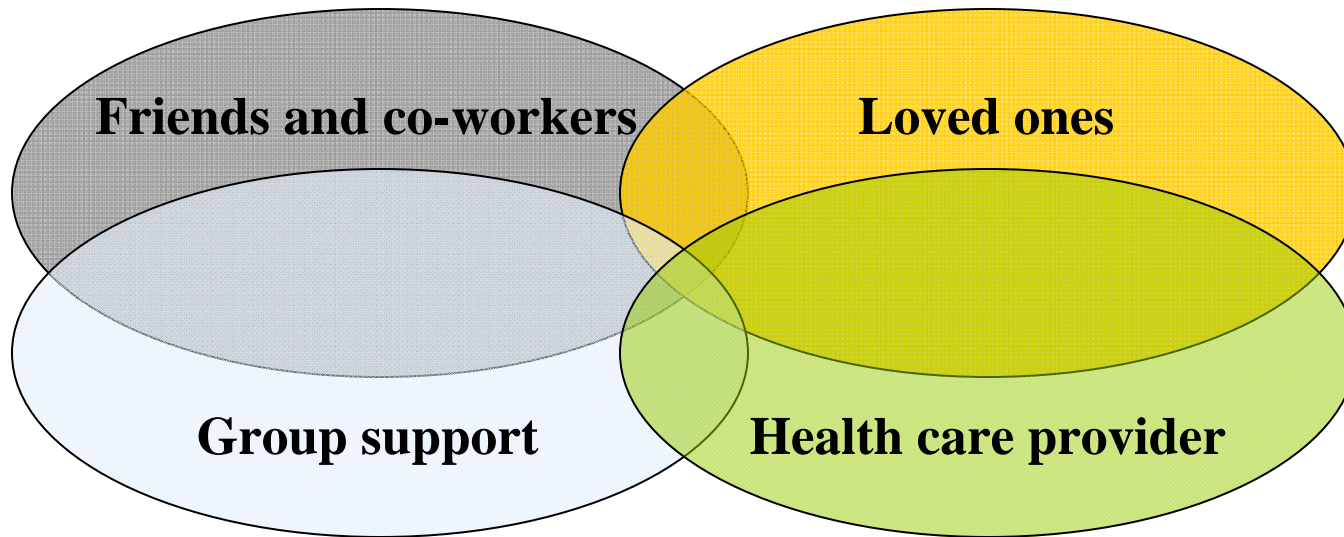 Friends and co-workers
Loved ones
Group support
Health care provider